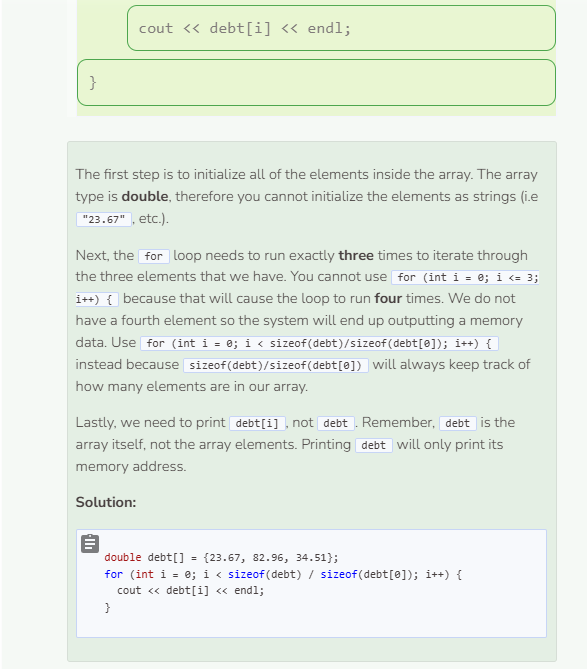 cout << debt[i] << endl;
}
The first step is to initialize all of the elements inside the array. The array
type is double, therefore you cannot initialize the elements as strings (i.e
"23.67" , etc.).
Next, the for loop needs to run exactly three times to iterate through
the three elements that we have. You cannot use for (int i = 0; i <= 3;
i++) { because that will cause the loop to run four times. We do not
have a fourth element so the system will end up outputting a memory
data. Use for (int i = 0; i < sizeof(debt)/sizeof(debt[0]); i++) {
instead because sizeof(debt)/sizeof(debt[0]) will always keep track of
how many elements are in our array.
Lastly, we need to print debt[i] , not debt . Remember, debt is the
array itself, not the array elements. Printing debt will only print its
memory address.
Solution:
double debt[] = {23.67, 82.96, 34.51};
for (int i = 0; i < sizeof(debt) / sizeof(debt[0]); i++) {
  cout << debt[i] << endl;
}